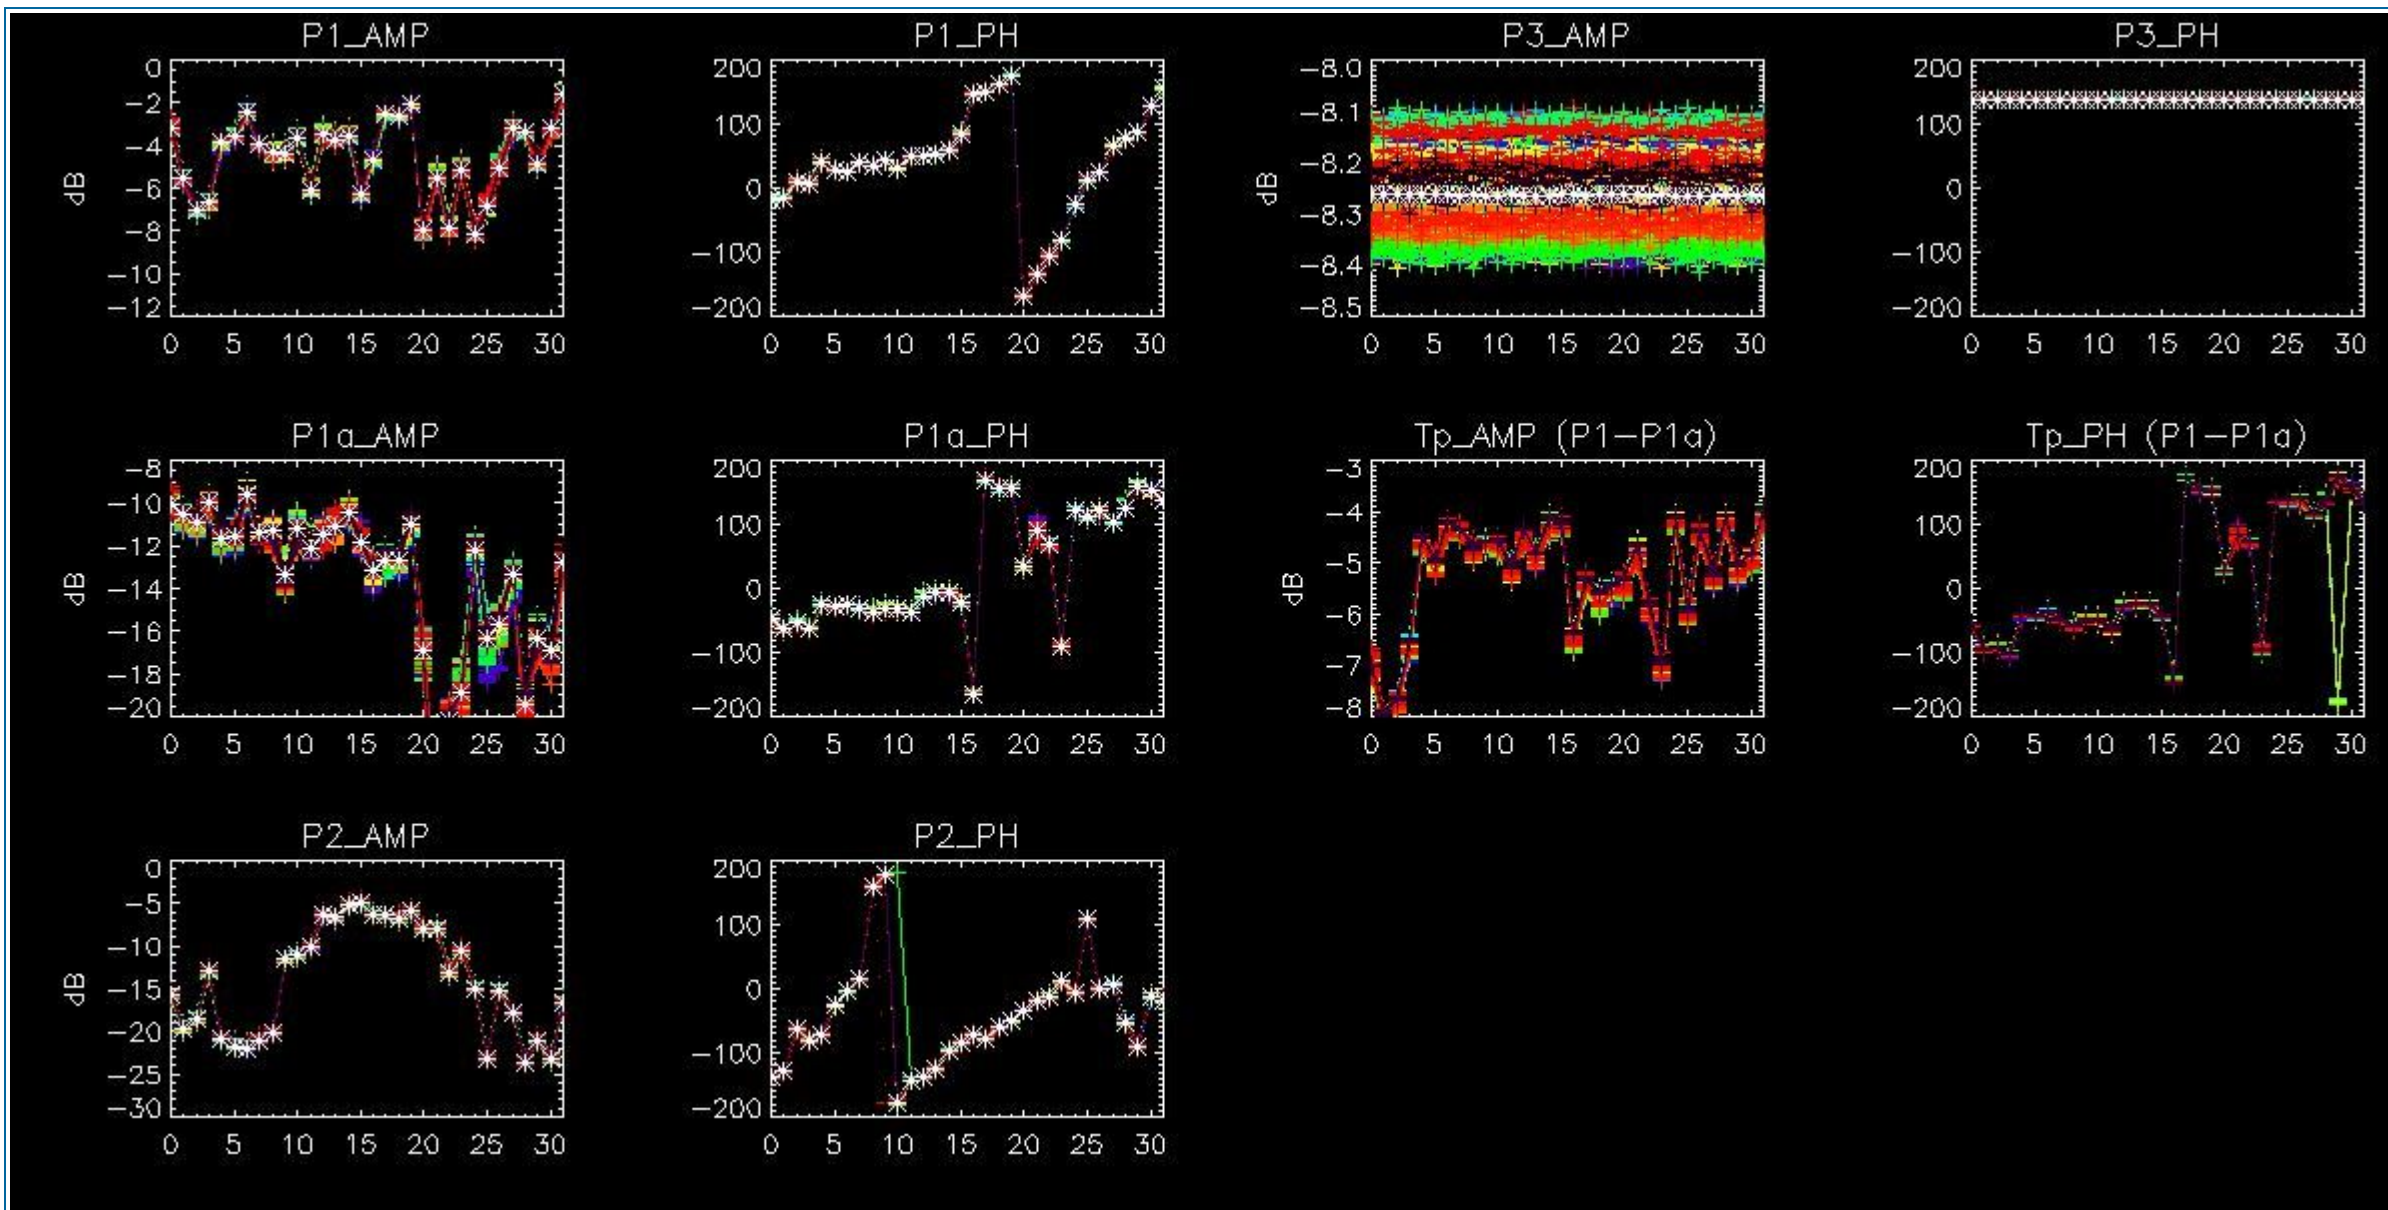 P1_AMP P1_PH P3_AMP P3_PH
0 200 -8.0 200
-2 100 -8.1 100
-4 0 -8.2 0
-6 -100 -8.3 -100
-8 -200 -8.4 -200
-10 -8.5
-12
dB dB
0 5 10 15 20 25 30 0 5 10 15 20 25 30 0 5 10 15 20 25 30 0 5 10 15 20 25 30
P1a_AMP P1a_PH Tp_AMP (P1-P1a) Tp_PH (P1-P1a)
-8 200 -3 200
-10 100 -4 100
-12 0 -5 0
-14 -100 -6 -100
-16 -200 -7 -200
-18 -8
-20
dB dB
0 5 10 15 20 25 30 0 5 10 15 20 25 30 0 5 10 15 20 25 30 0 5 10 15 20 25 30
P2_AMP P2_PH
0 200
-5 100
-10 0
-15 -100
-20 -200
-25
-30
dB
0 5 10 15 20 25 30 0 5 10 15 20 25 30